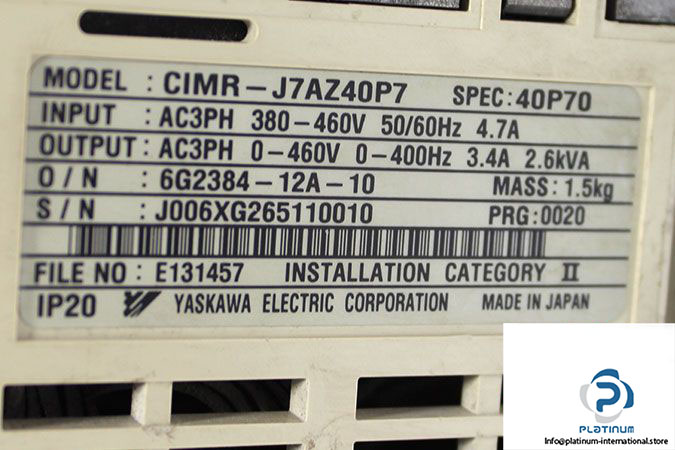 MODEL : CIMR-J7AZ40P7 SPEC:40P70
INPUT : AC3PH 380-460V 50/60Hz 4.7A
OUTPUT : AC3PH 0-460V 0-400Hz 3.4A 2.6kVA
O / N : 6G2384-12A-10 MASS: 1.5kg
S / N : J006XG265110010 PRG: 0020
FILE NO : E131457 INSTALLATION CATEGORY II
IP20 YASKAWA ELECTRIC CORPORATION MADE IN JAPAN
PLATINUM
Info@platinum-international.store